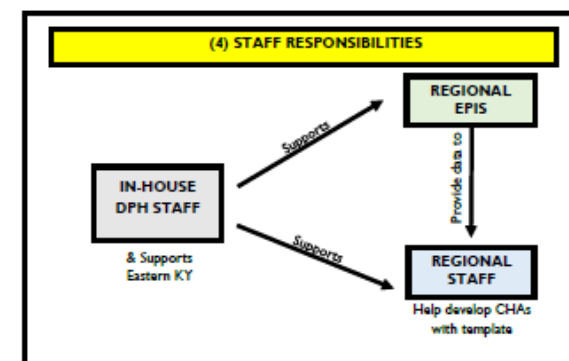 (4) STAFF RESPONSIBILITIES
REGIONAL
EPIS
Supports
Provide data to
IN-HOUSE
DPH STAFF
& Supports
Eastern KY
Supports
REGIONAL
STAFF
Help develop CHAs
with template